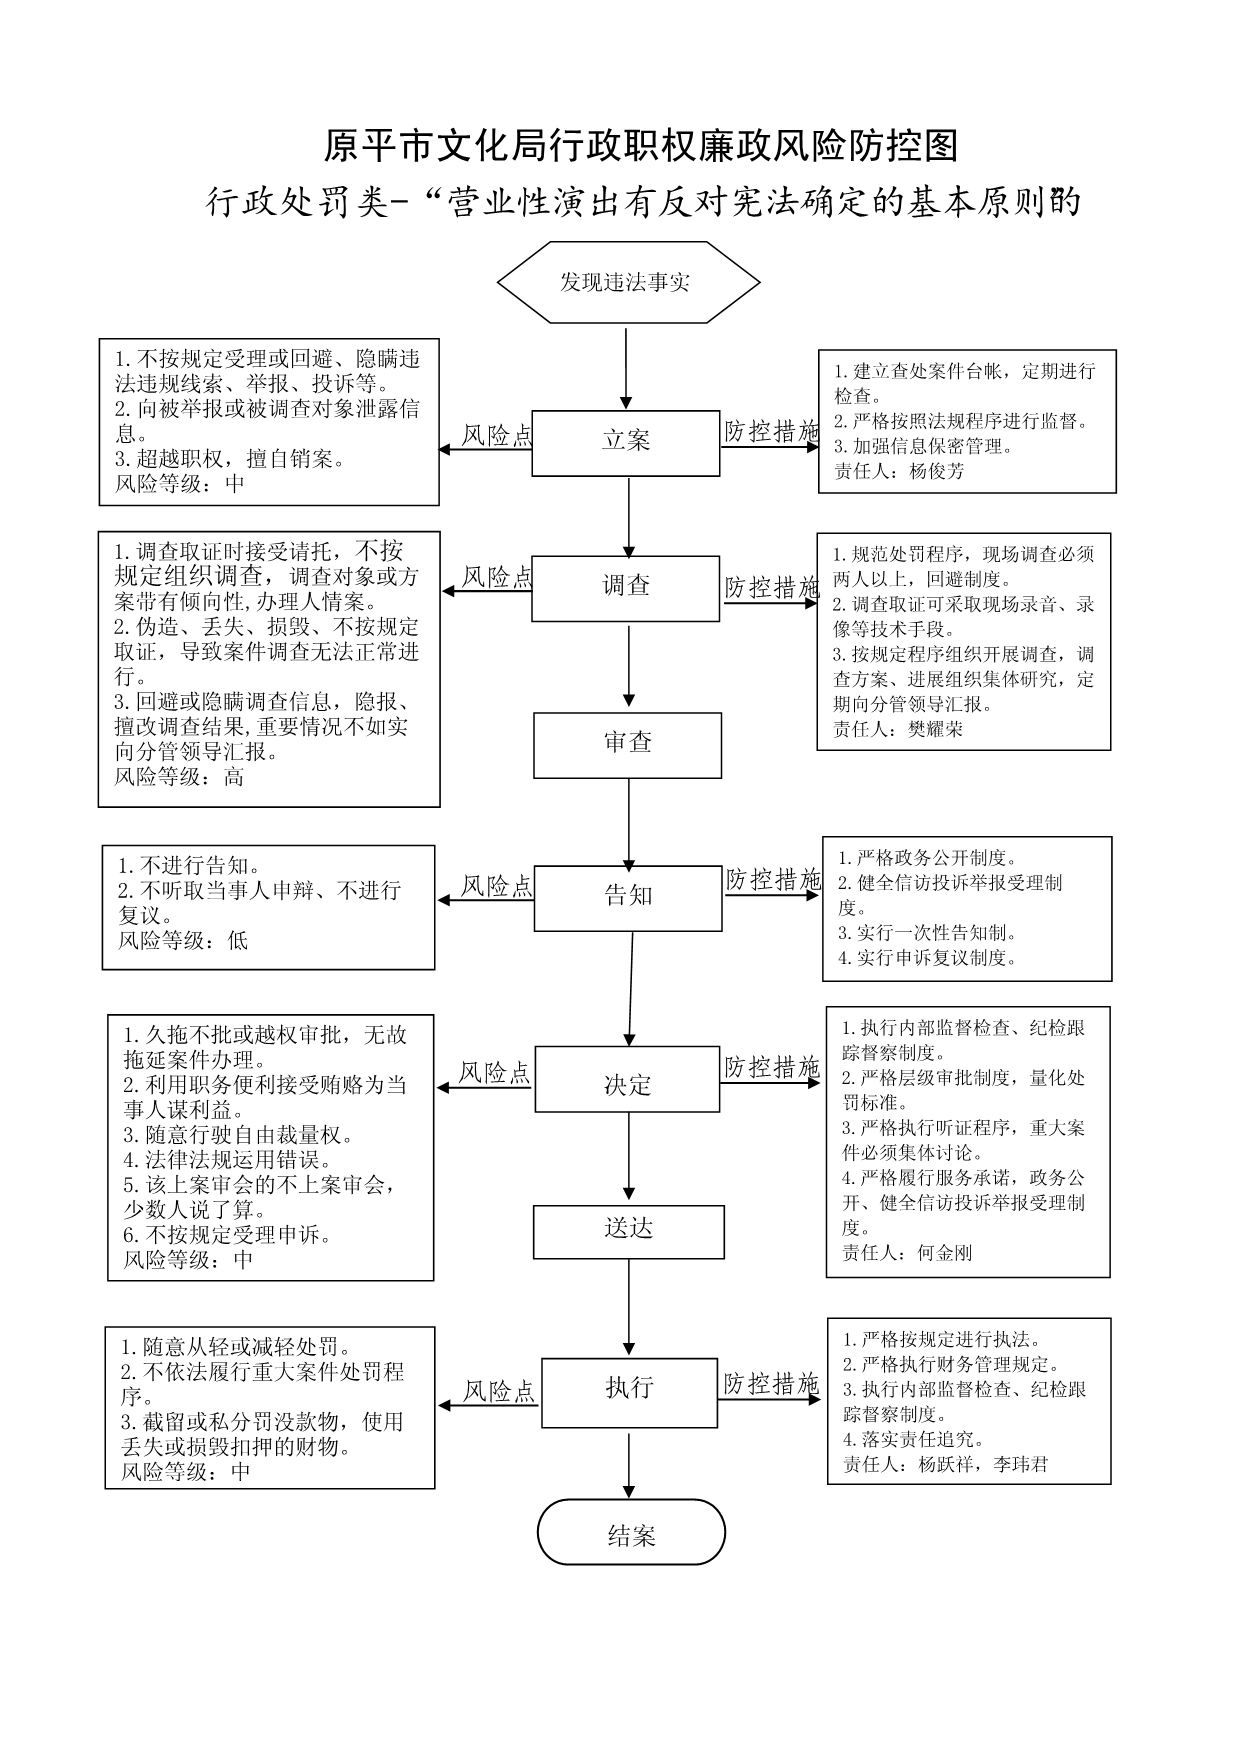 原平市文化局行政职权廉政风险防控图
行政处罚类-“营业性演出有反对宪法确定的基本原则的”
发现违法事实
1.不按规定受理或回避、隐瞒违
法违规线索、举报、投诉等。
2.向被举报或被调查对象泄露信
息。
3.超越职权，擅自销案。
风险等级：中
风险点
立案
防控措施
1.建立查处案件台帐，定期进行
检查。
2.严格按照法规程序进行监督。
3.加强信息保密管理。
责任人：杨俊芳
1.调查取证时接受请托，不按
规定组织调查，调查对象或方
案带有倾向性,办理人情案。
2.伪造、丢失、损毁、不按规定
取证，导致案件调查无法正常进
行。
3.回避或隐瞒调查信息，隐报、
擅改调查结果,重要情况不如实
向分管领导汇报。
风险等级：高
风险点
调查
防控措施
1.规范处罚程序，现场调查必须
两人以上，回避制度。
2.调查取证可采取现场录音、录
像等技术手段。
3.按规定程序组织开展调查，调
查方案、进展组织集体研究，定
期向分管领导汇报。
责任人：樊耀荣
审查
1.不进行告知。
2.不听取当事人申辩、不进行
复议。
风险等级：低
风险点
告知
防控措施
1.严格政务公开制度。
2.健全信访投诉举报受理制
度。
3.实行一次性告知制。
4.实行申诉复议制度。
1.久拖不批或越权审批，无故
拖延案件办理。
2.利用职务便利接受贿赂为当
事人谋利益。
3.随意行驶自由裁量权。
4.法律法规运用错误。
5.该上案审会的不上案审会，
少数人说了算。
6.不按规定受理申诉。
风险等级：中
风险点
决定
防控措施
1.执行内部监督检查、纪检跟
踪督察制度。
2.严格层级审批制度，量化处
罚标准。
3.严格执行听证程序，重大案
件必须集体讨论。
4.严格履行服务承诺，政务公
开、健全信访投诉举报受理制
度。
责任人：何金刚
送达
1.随意从轻或减轻处罚。
2.不依法履行重大案件处罚程
序。
3.截留或私分罚没款物，使用
丢失或损毁扣押的财物。
风险等级：中
风险点
执行
防控措施
1.严格按规定进行执法。
2.严格执行财务管理规定。
3.执行内部监督检查、纪检跟
踪督察制度。
4.落实责任追究。
责任人：杨跃祥，李玮君
结案